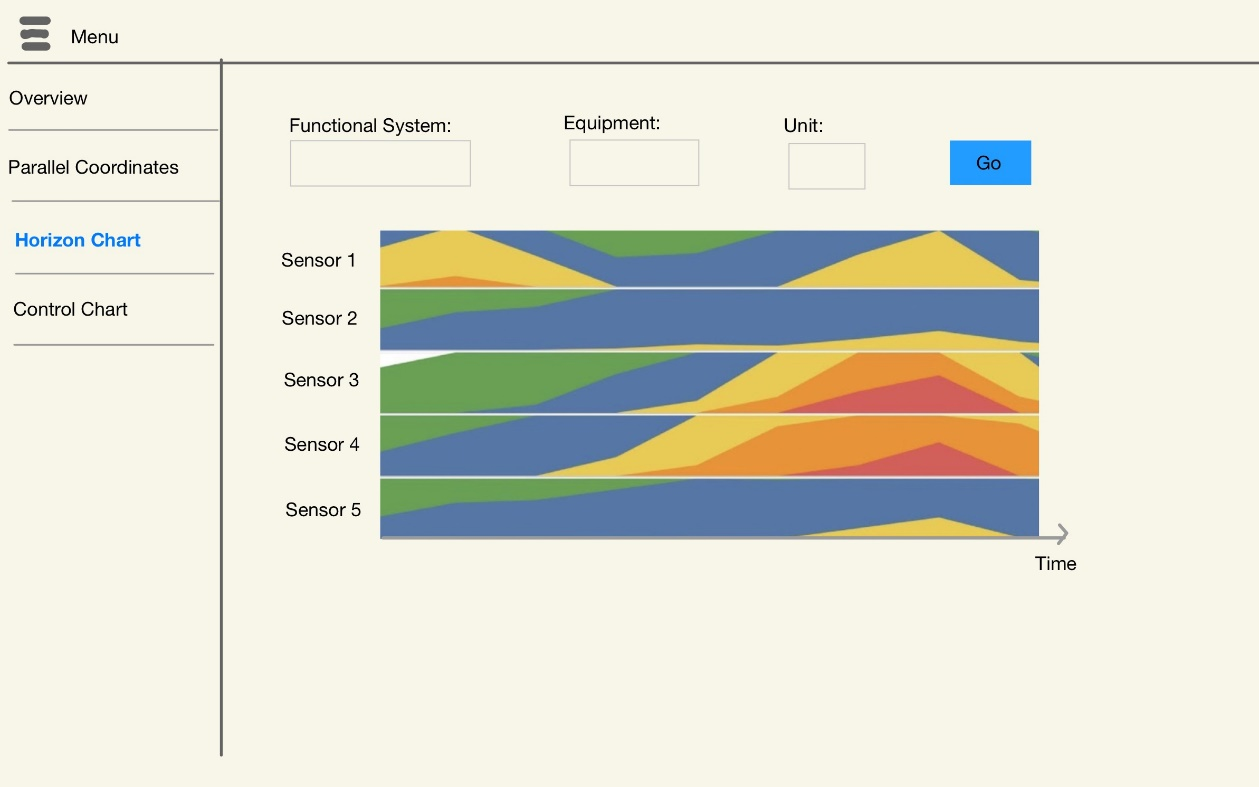 Menu
Overview
Parallel Coordinates
Horizon Chart
Control Chart
Functional System:
Equipment:
Unit:
Go
Sensor 1
Sensor 2
Sensor 3
Sensor 4
Sensor 5
Time